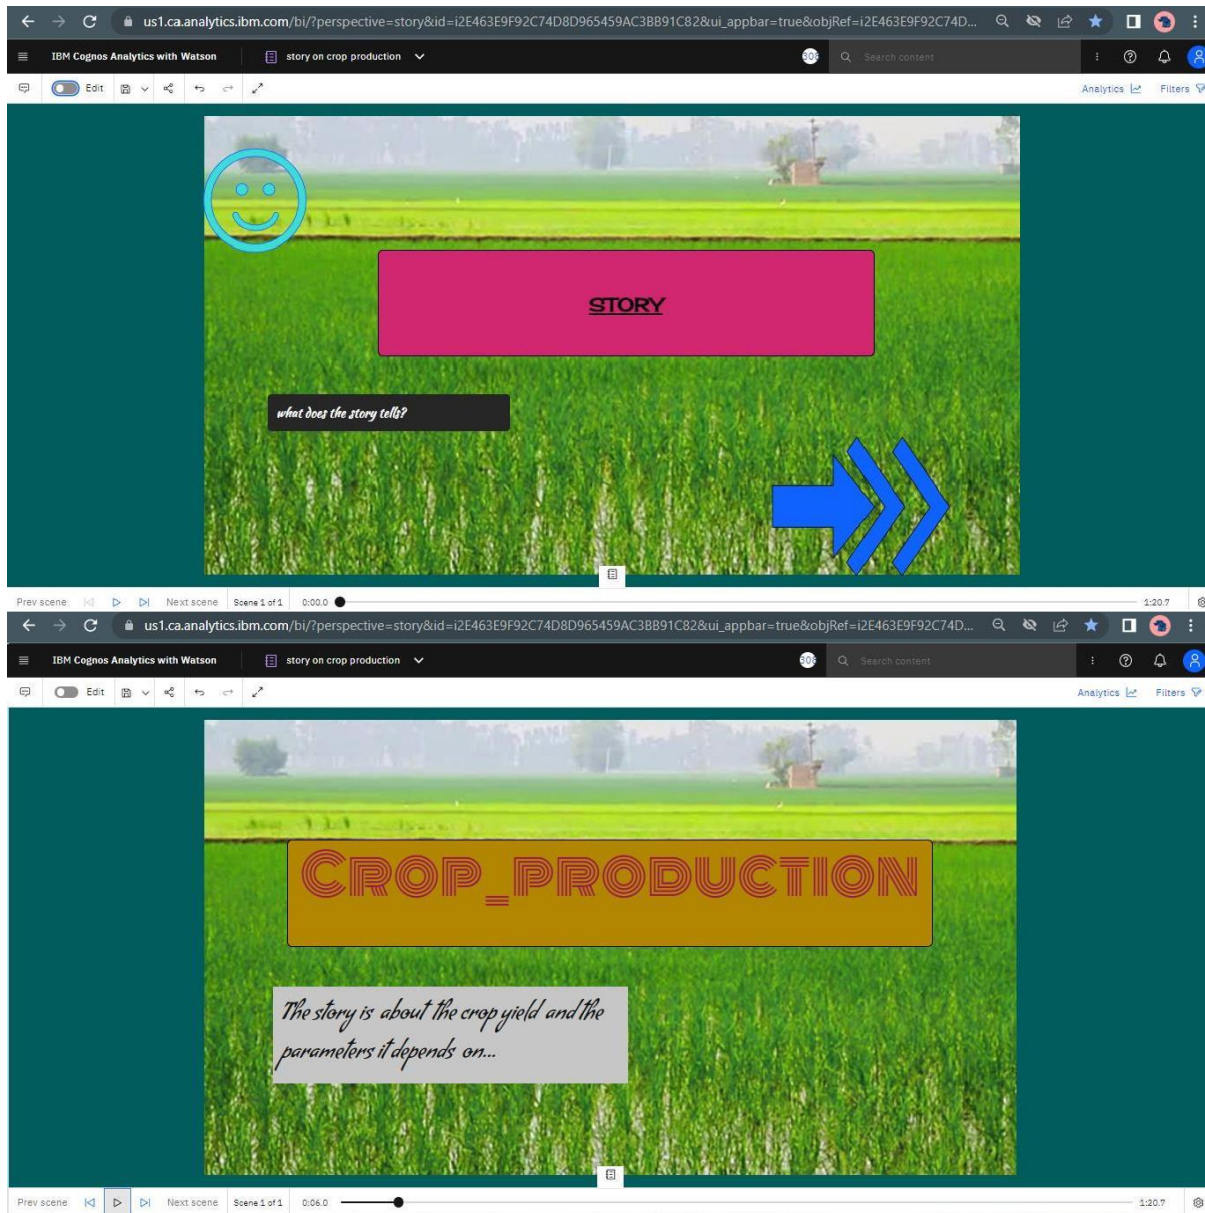 us1.ca.analytics.ibm.com/bi/?perspective=story&id=i2E463E9F92C74D8D965459AC3BB91C82&ui_appbar=true&objRef=i2E463E9F92C74D...
IBM Cognos Analytics with Watson story on crop production 308 Search content
Edit Analytics Filters
STORY
what does the story tells?
Prev scene Next scene Scene 1 of 1 0:00.0 1:20.7
us1.ca.analytics.ibm.com/bi/?perspective=story&id=i2E463E9F92C74D8D965459AC3BB91C82&ui_appbar=true&objRef=i2E463E9F92C74D...
IBM Cognos Analytics with Watson story on crop production 308 Search content
Edit Analytics Filters
CROP_PRODUCTION
The story is about the crop yield and the
parameters it depends on...
Prev scene Next scene Scene 1 of 1 0:06.0 1:20.7